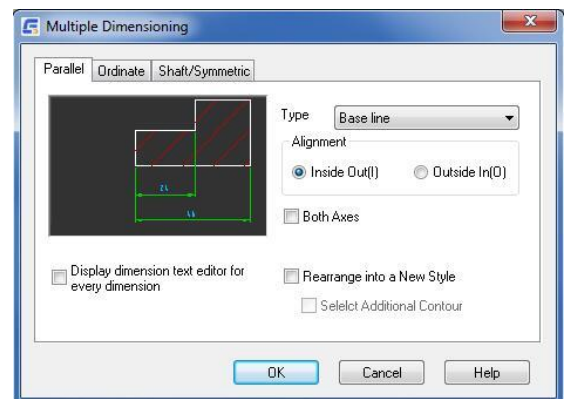 Multiple Dimensioning
Parallel
Ordinate
Shaft/Symmetric
Type
Base line
Alignment
Inside Out(I)
Outside In(O)
Both Axes
Display dimension text editor for
every dimension
Rearrange into a New Style
Selelct Additional Contour
OK
Cancel
Help